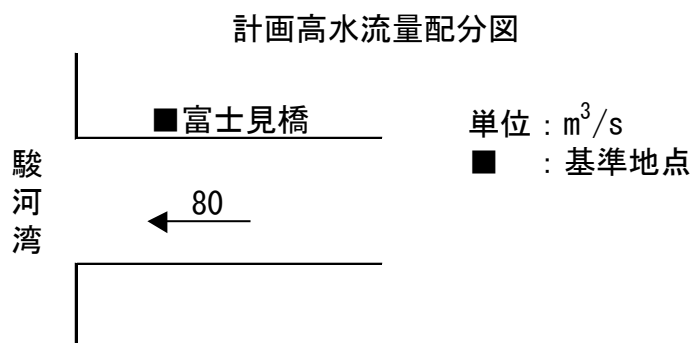 計画高水流量配分図
■富士見橋
単位：m³/s
■　：基準地点
駿河湾
80